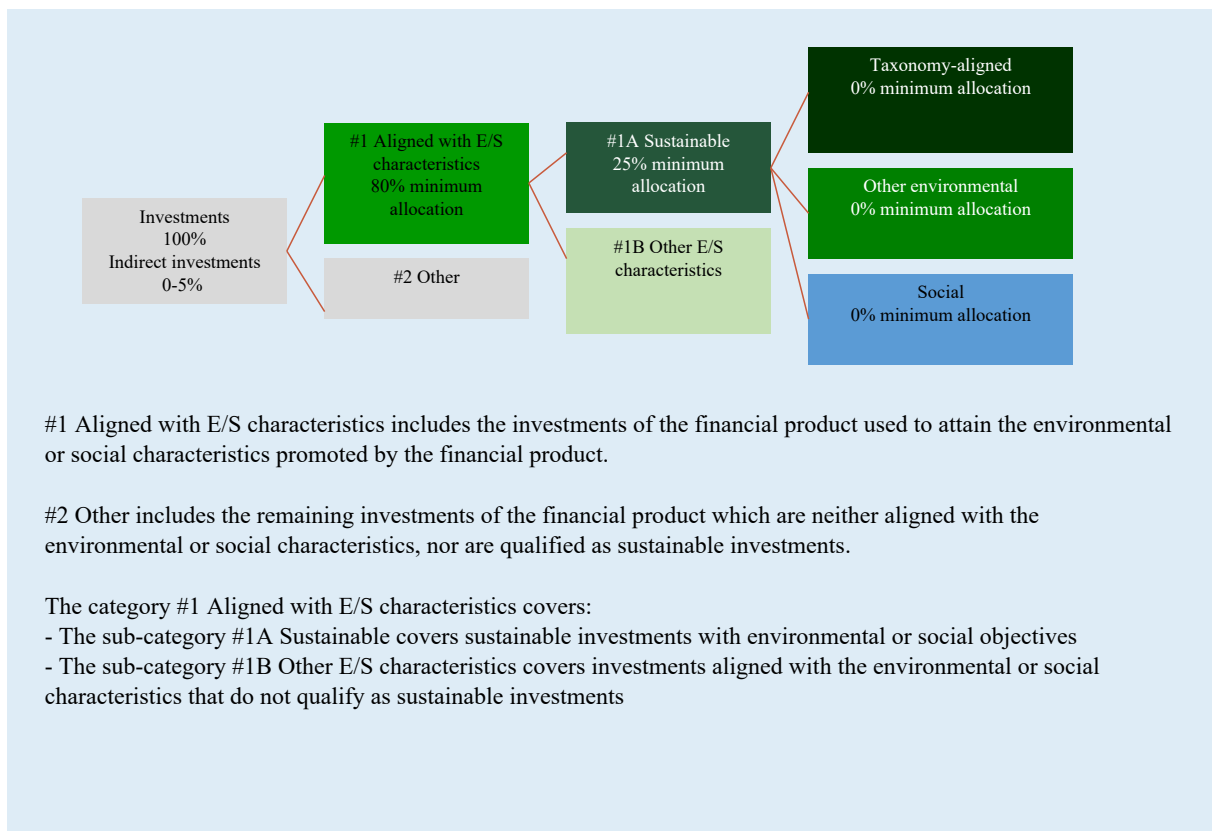 Investments
100%
Indirect investments
0-5%
#1 Aligned with E/S
characteristics
80% minimum
allocation
#2 Other
#1A Sustainable
25% minimum
allocation
#1B Other E/S
characteristics
Taxonomy-aligned
0% minimum allocation
Other environmental
0% minimum allocation
Social
0% minimum allocation
#1 Aligned with E/S characteristics includes the investments of the financial product used to attain the environmental
or social characteristics promoted by the financial product.
#2 Other includes the remaining investments of the financial product which are neither aligned with the
environmental or social characteristics, nor are qualified as sustainable investments.
The category #1 Aligned with E/S characteristics covers:
- The sub-category #1A Sustainable covers sustainable investments with environmental or social objectives
- The sub-category #1B Other E/S characteristics covers investments aligned with the environmental or social
characteristics that do not qualify as sustainable investments